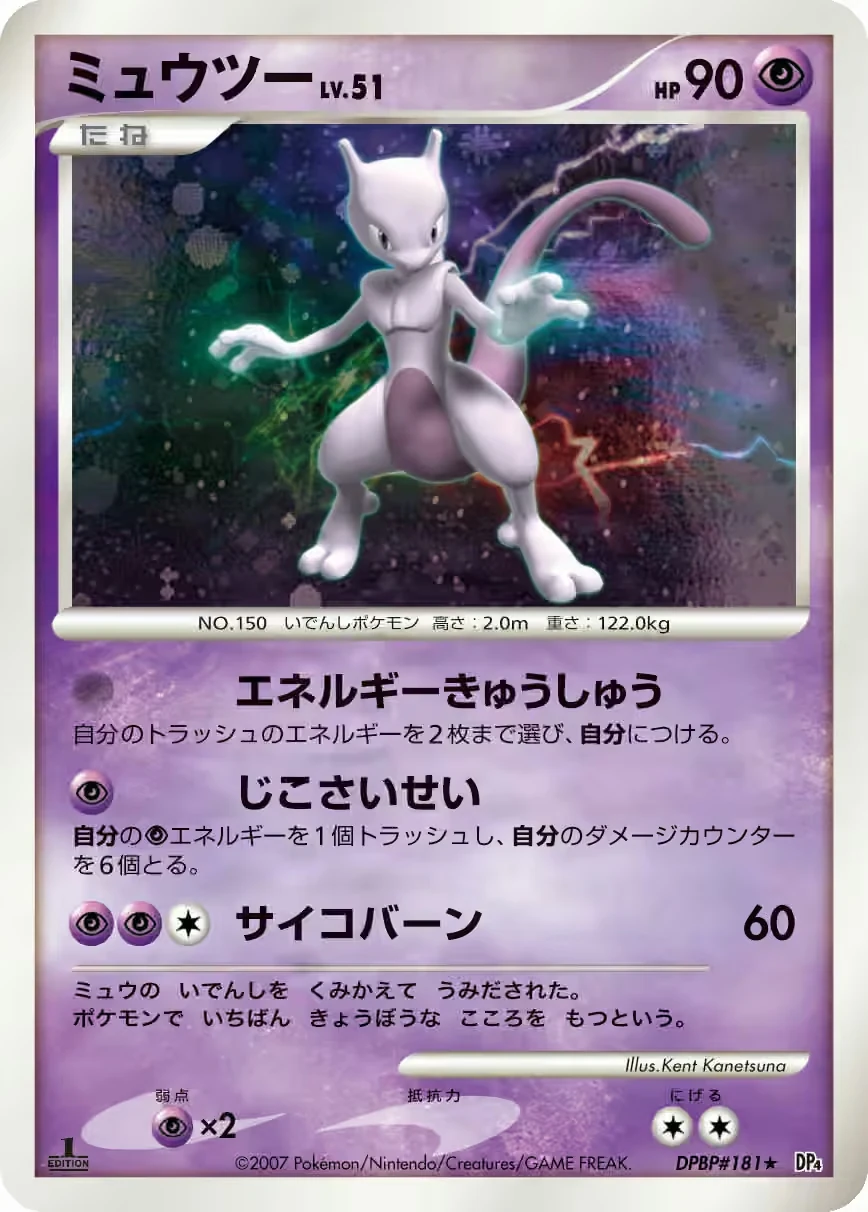 ミュウツー LV.51 HP 90
たね
NO.150 いでんしポケモン 高さ：2.0m 重さ：122.0kg
エネルギーきゅうしゅう
自分のトラッシュのエネルギーを2枚まで選び、自分につける。
じこさいせい
自分のエネルギーを1個トラッシュし、自分のダメージカウンター
を6個とる。
サイコバーン 60
ミュウの いでんしを くみかえて うみだされた。
ポケモンで いちばん きょうぼうな こころを もつという。
Illus.Kent Kanetsuna
弱点 抵抗力 にげる
×2
1 EDITION
©2007 Pokémon/Nintendo/Creatures/GAME FREAK. DPBP#181★ DP4